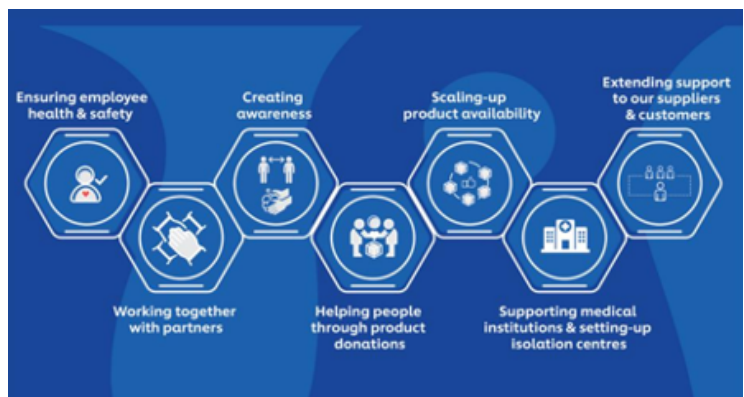 Ensuring employee
health & safety
Creating
awareness
Scaling-up
product availability
Extending support
to our suppliers
& customers
Working together
with partners
Helping people
through product
donations
Supporting medical
institutions & setting-up
isolation centres